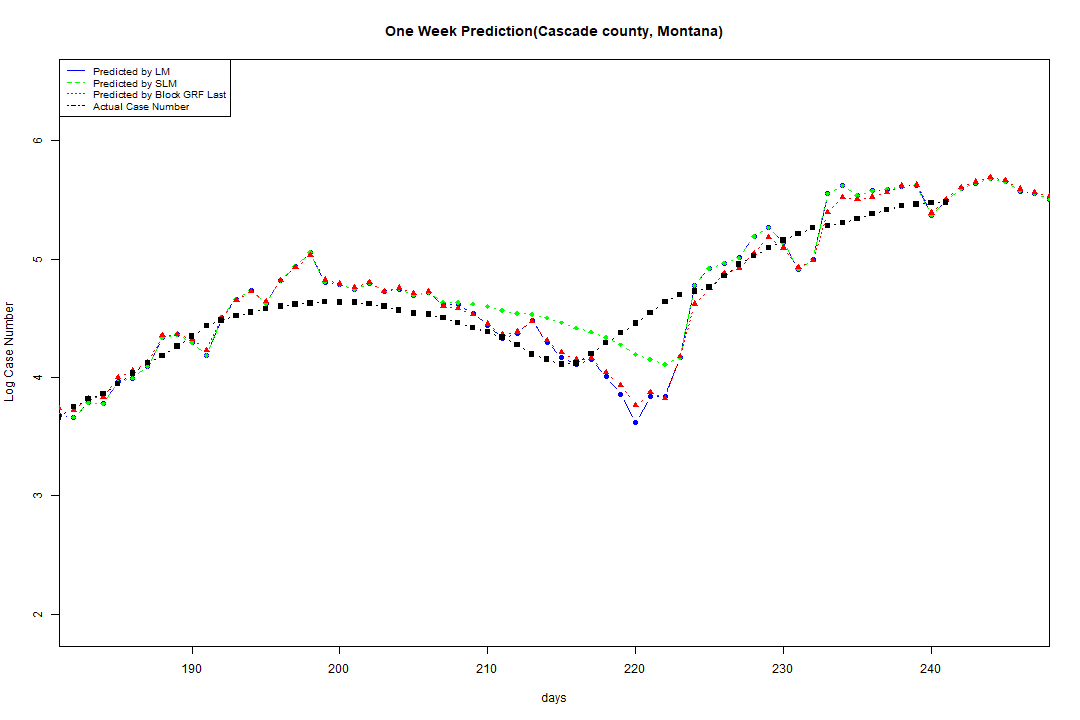 One Week Prediction(Cascade county, Montana)
Predicted by LM
Predicted by SLM
Predicted by Block GRF Last
Actual Case Number
6
5
4
3
2
Log Case Number
190 200 210 220 230 240
days